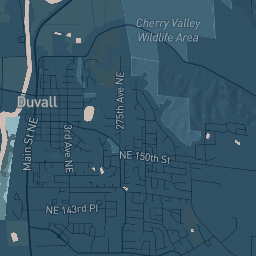 Cherry Valley
Wildlife Area
Duvall
275th Ave NE
Main St NE
3rd Ave NE
NE 150th St
NE 143rd Pl